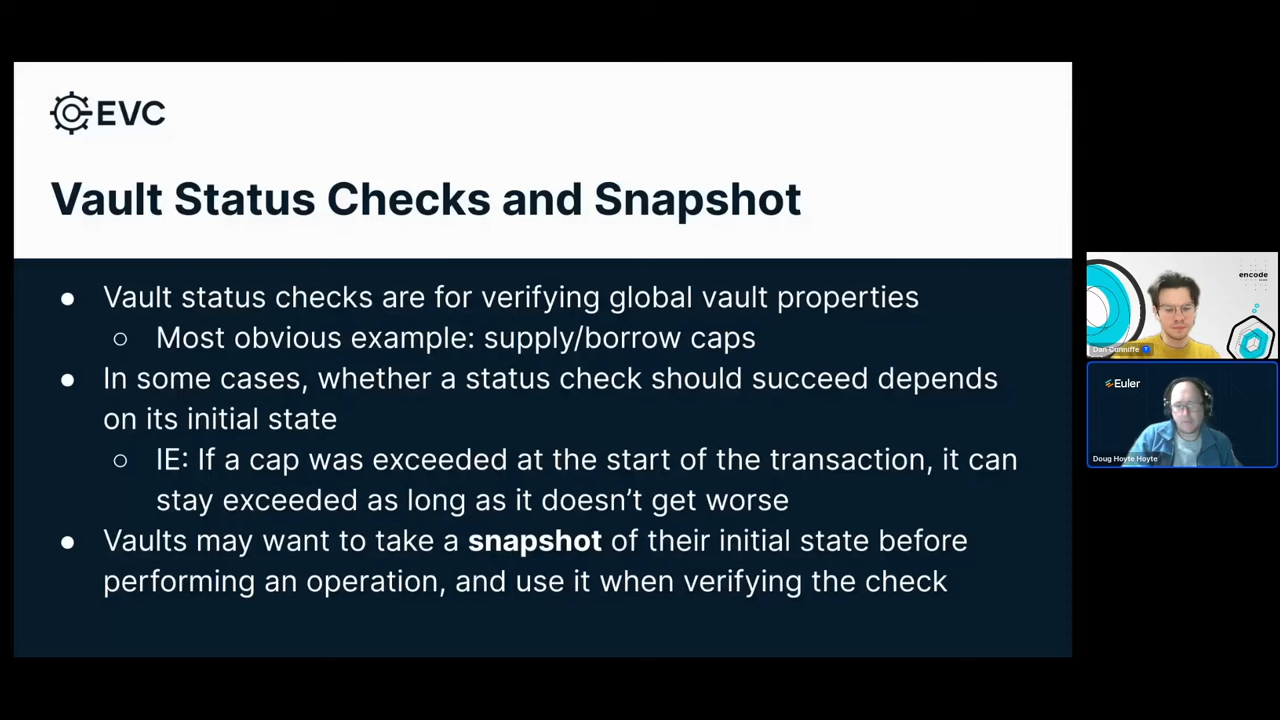 EVC
Vault Status Checks and Snapshot
● Vault status checks are for verifying global vault properties
○ Most obvious example: supply/borrow caps
● In some cases, whether a status check should succeed depends
on its initial state
○ IE: If a cap was exceeded at the start of the transaction, it can
stay exceeded as long as it doesn't get worse
● Vaults may want to take a snapshot of their initial state before
performing an operation, and use it when verifying the check
encode
Dan Cunniffe
Euler
Doug Hoyte Hoyte